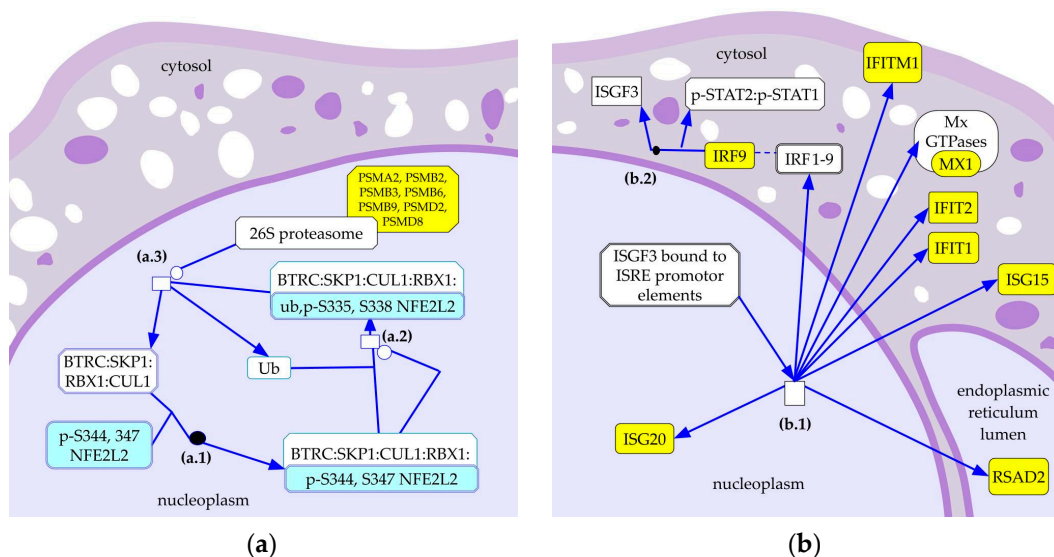 cytosol
PSMA2, PSMB2,
PSMB3, PSMB6,
PSMB9, PSMD2,
PSMD8
26S proteasome
(a.3)
BTRC:SKP1:CUL1:RBX1:
ub,p-S335, S338 NFE2L2
(a.2)
BTRC:SKP1:
RBX1:CUL1
Ub
p-S344, 347
NFE2L2
(a.1)
BTRC:SKP1:CUL1:RBX1:
p-S344, S347 NFE2L2
nucleoplasm
(a)
cytosol
IFITM1
ISGF3
p-STAT2:p-STAT1
Mx
GTPases
MX1
IRF9
IRF1-9
(b.2)
IFIT2
IFIT1
ISGF3 bound to
ISRE promotor
elements
ISG15
endoplasmic
reticulum
lumen
(b.1)
ISG20
RSAD2
nucleoplasm
(b)